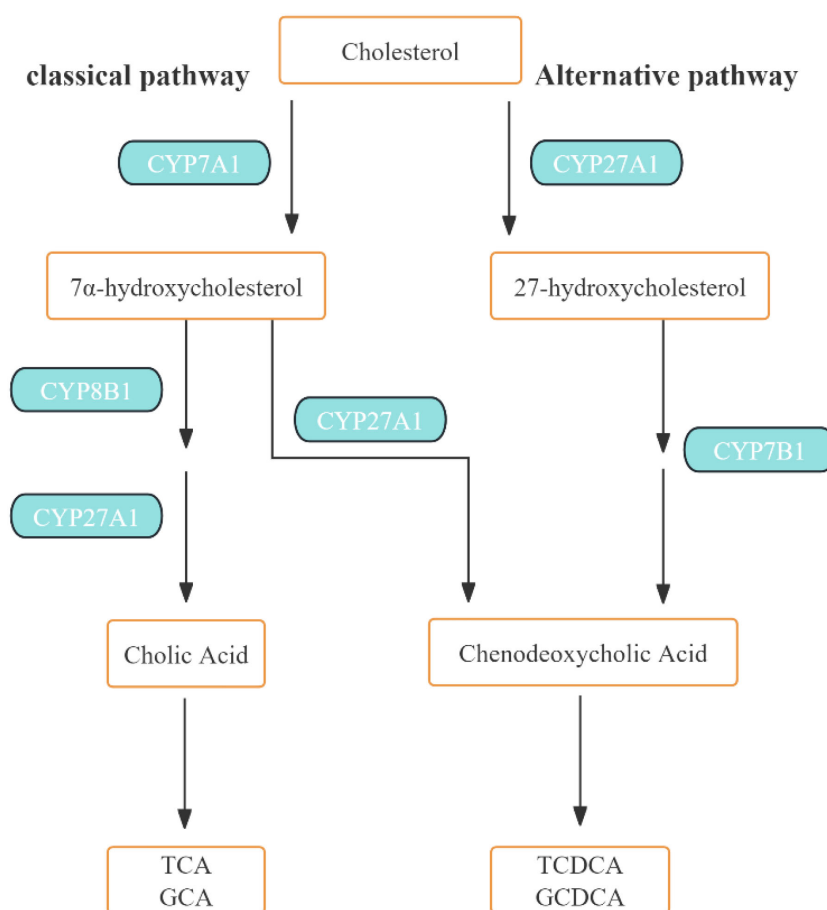 Cholesterol
classical pathway
Alternative pathway
CYP7A1
CYP27A1
7α-hydroxycholesterol
27-hydroxycholesterol
CYP8B1
CYP27A1
CYP7B1
CYP27A1
Cholic Acid
Chenodeoxycholic Acid
TCA
GCA
TCDCA
GCDCA